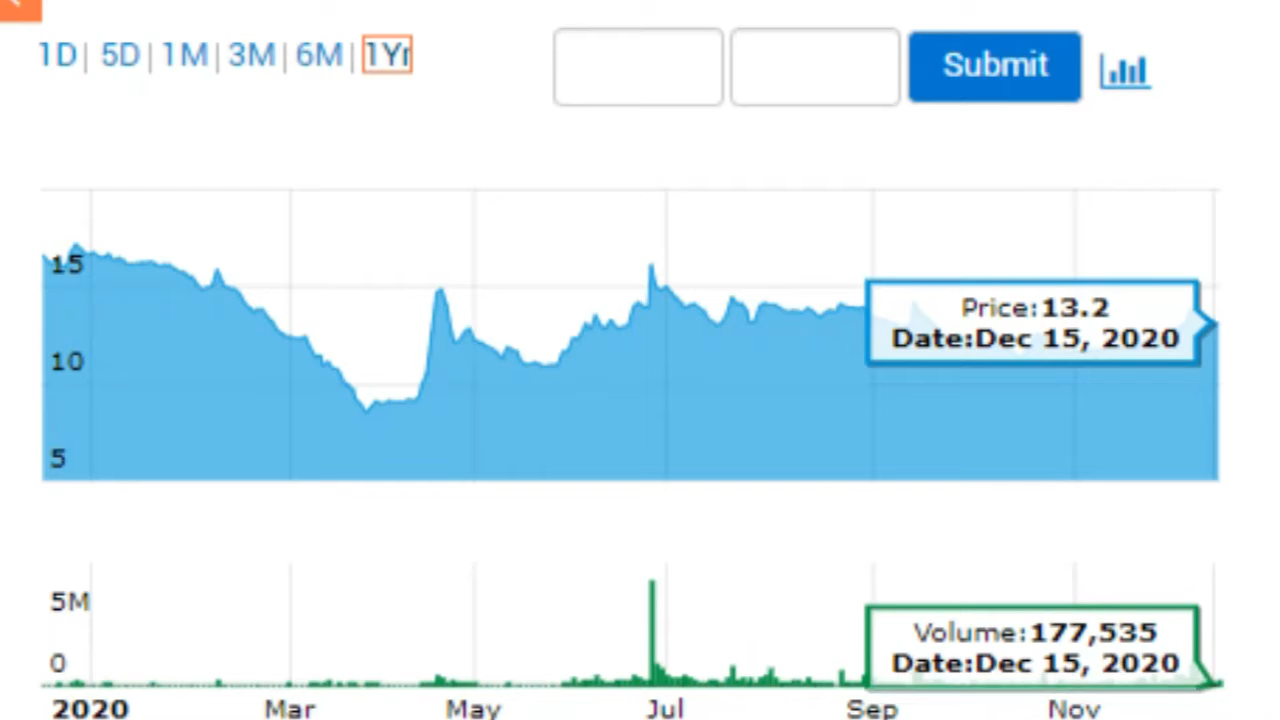 1D| 5D| 1M| 3M| 6M| 1Yr
Submit
15
10
5
Price:13.2
Date:Dec 15, 2020
5M
0
Volume:177,535
Date:Dec 15, 2020
2020 Mar May Jul Sep Nov